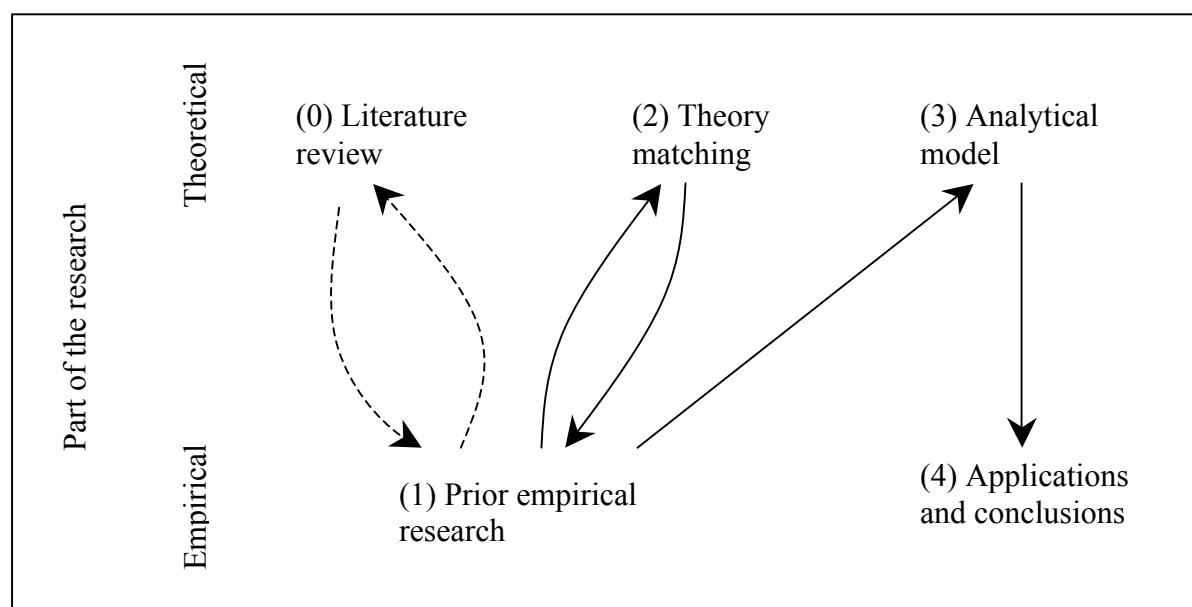 Part of the research
Theoretical
Empirical
(0) Literature
review
(2) Theory
matching
(3) Analytical
model
(1) Prior empirical
research
(4) Applications
and conclusions